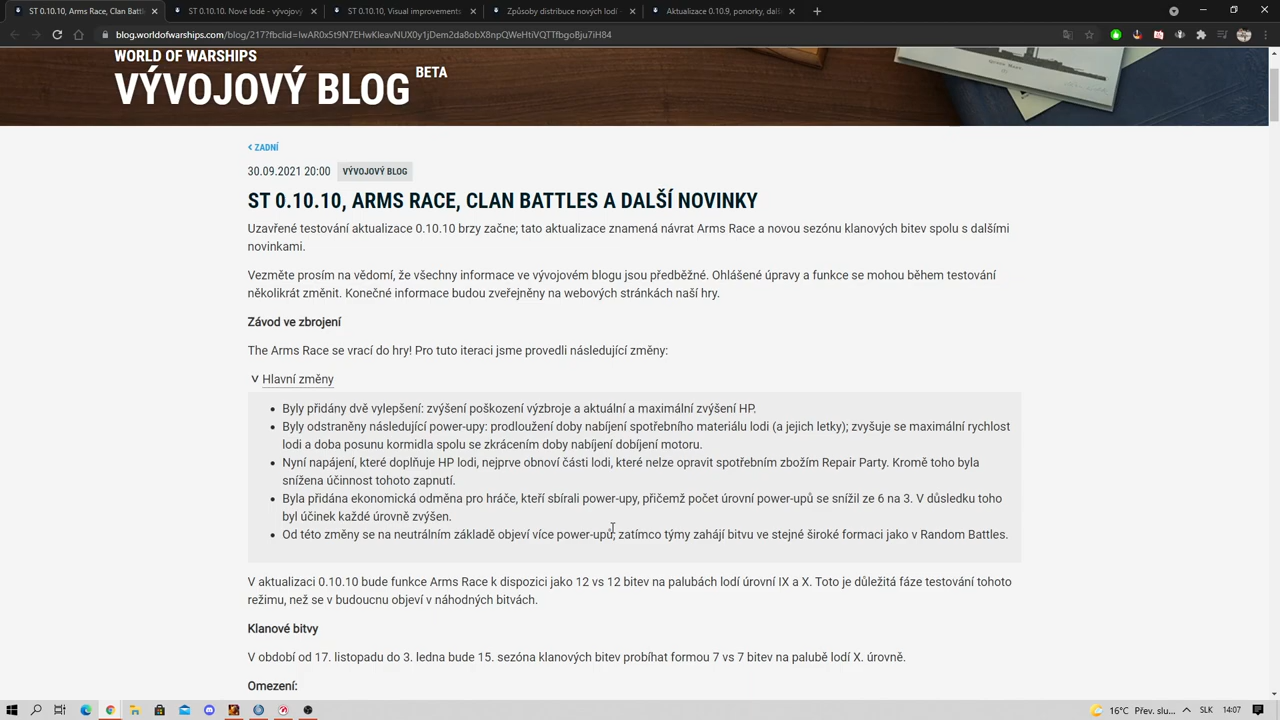 ST 0.10.10, Arms Race, Clan Batt
ST 0.10.10, nové lodě
ST 0.10.10, Vylepšeními
Způsoby distribuce nových lodí
Aktualizace 0.10.9, ponorky, dalš
blog.worldofwarships.com/blog/217?fbclid=IwAR0x5t9N7EHwKleavNUX0y1jDem2da8obX8npQWeHtiVQTTfbgoBju7iH84
WORLD OF WARSHIPS
VÝVOJOVÝ BLOG BETA
< ZADNÍ
30.09.2021 20:00 VÝVOJOVÝ BLOG
ST 0.10.10, ARMS RACE, CLAN BATTLES A DALŠÍ NOVINKY
Uzavřené testování aktualizace 0.10.10 brzy začne; tato aktualizace znamená návrat Arms Race a novou sezónu klanových bitev spolu s dalšími
novinkami.
Vezměte prosím na vědomí, že všechny informace ve vývojovém blogu jsou předběžné. Ohlášené úpravy a funkce se mohou během testování
několikrát změnit. Konečné informace budou zveřejněny na webových stránkách naší hry.
Závod ve zbrojení
The Arms Race se vrací do hry! Pro tuto iteraci jsme provedli následující změny:
Hlavní změny
• Byly přidány dvě vylepšení: zvýšení poškození výzbroje a aktuální a maximální zvýšení HP.
• Byly odstraněny následující power-upy: prodloužení doby nabíjení spotřebního materiálu lodi (a jejich letky); zvyšuje se maximální rychlost
lodi a doba posunu kormidla spolu se zkrácením doby nabíjení dobíjení motoru.
• Nyní napájení, které doplňuje HP lodi, nejprve obnoví části lodi, které nelze opravit spotřebním zbožím Repair Party. Kromě toho byla
snížena účinnost tohoto zapnutí.
• Byla přidána ekonomická odměna pro hráče, kteří sbírali power-upy, přičemž počet úrovní power-upů se snížil ze 6 na 3. V důsledku toho
byl účinek každé úrovně zvýšen.
• Od této změny se na neutrálním základě objeví více power-upů, zatímco týmy zahájí bitvu ve stejné široké formaci jako v Random Battles.
V aktualizaci 0.10.10 bude funkce Arms Race k dispozici jako 12 vs 12 bitev na palubách lodí úrovní IX a X. Toto je důležitá fáze testování tohoto
režimu, než se v budoucnu objeví v náhodných bitvách.
Klanové bitvy
V období od 17. listopadu do 3. ledna bude 15. sezóna klanových bitev probíhat formou 7 vs 7 bitev na palubě lodí X. úrovně.
Omezení:
16°C Přev. slu... SLK 14:07